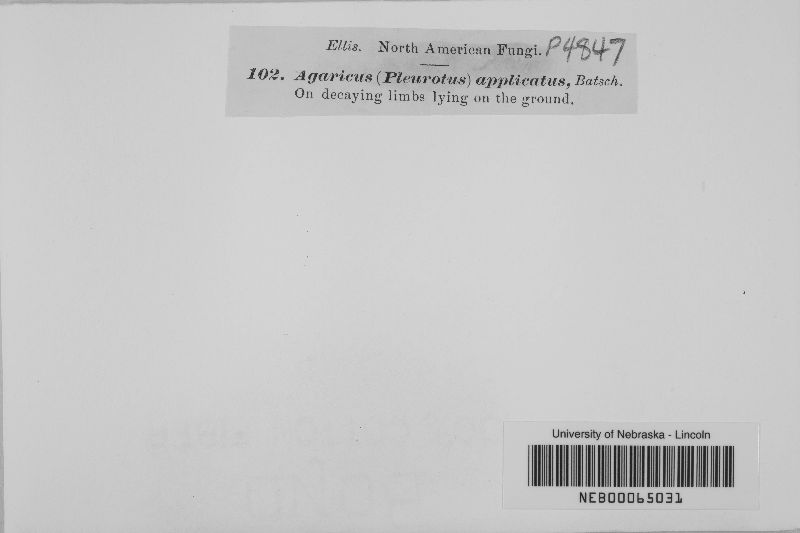 Ellis. North American Fungi. P4847
102. Agaricus (Pleurotus) applicatus, Batsch.
On decaying limbs lying on the ground.
University of Nebraska - Lincoln
NEB00065031